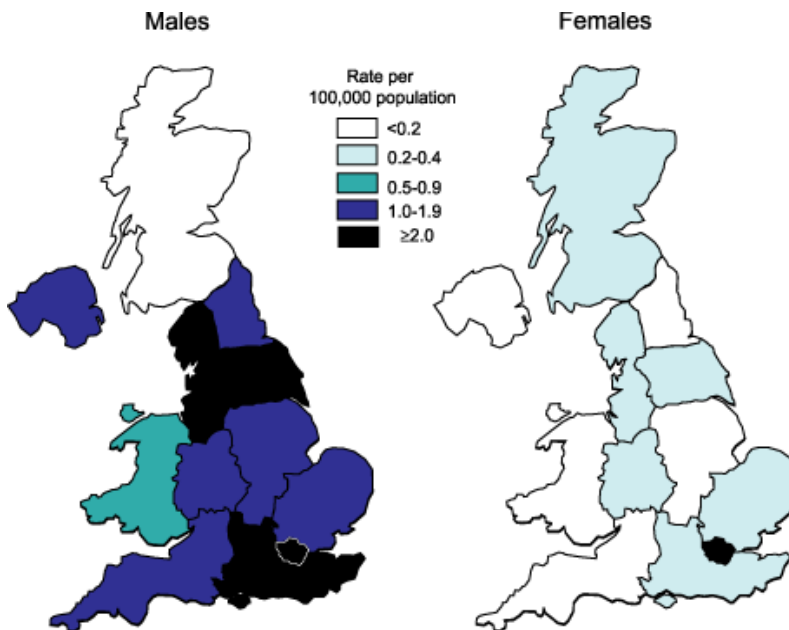 Males
Females
Rate per
100,000 population
<0.2
0.2-0.4
0.5-0.9
1.0-1.9
≥2.0